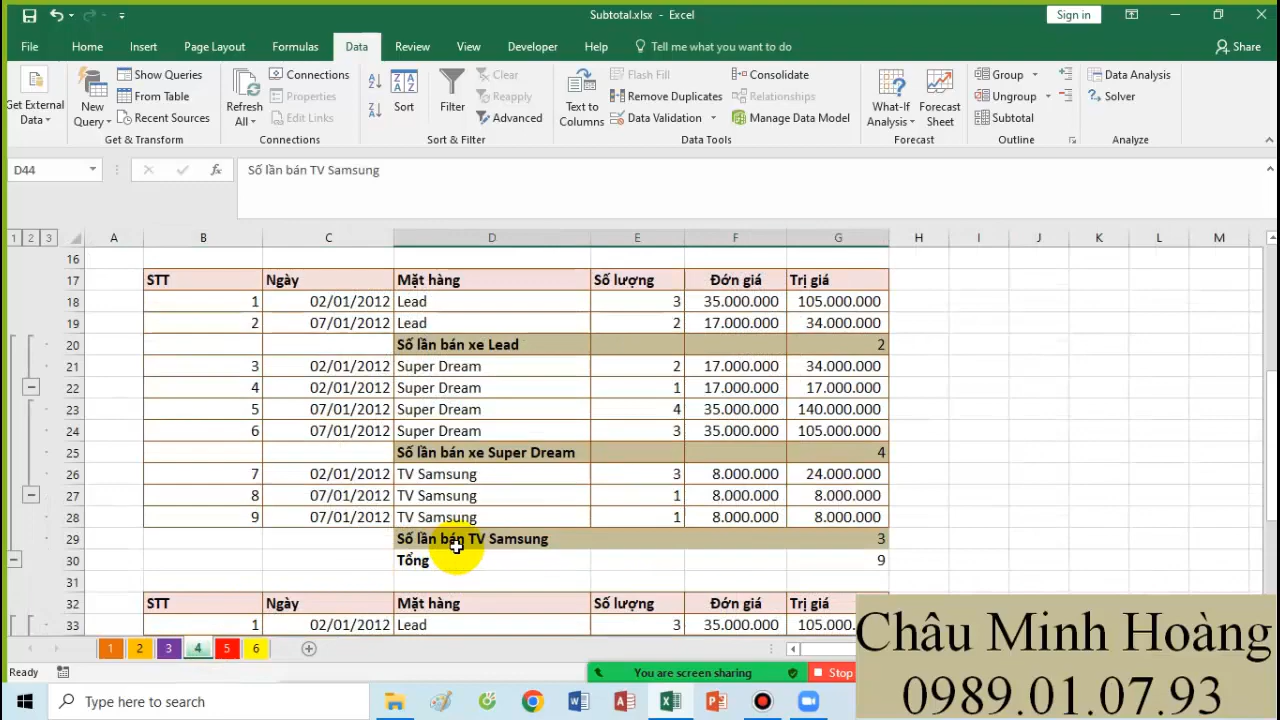 Subtotal.xlsx - Excel
Sign in
File Home Insert Page Layout Formulas Data Review View Developer Help Tell me what you want to do Share
Get External Data
New Query
Show Queries
From Table
Recent Sources
Get & Transform
Refresh All
Connections
Properties
Edit Links
Connections
Sort
Filter
Clear
Reapply
Advanced
Sort & Filter
Text to Columns
Flash Fill
Remove Duplicates
Data Validation
Consolidate
Relationships
Manage Data Model
Data Tools
What-If Analysis
Forecast Sheet
Forecast
Group
Ungroup
Subtotal
Outline
Data Analysis
Solver
Analyze
D44 fx Số lần bán TV Samsung
1 2 3 A B C D E F G H I J K L M
16
17 STT Ngày Mặt hàng Số lượng Đớn giá Trị giá
18 1 02/01/2012 Lead 3 35.000.000 105.000.000
19 2 07/01/2012 Lead 2 17.000.000 34.000.000
20 Số lần bán xe Lead 2
21 3 02/01/2012 Super Dream 2 17.000.000 34.000.000
22 4 02/01/2012 Super Dream 1 17.000.000 17.000.000
23 5 07/01/2012 Super Dream 4 35.000.000 140.000.000
24 6 07/01/2012 Super Dream 3 35.000.000 105.000.000
25 Số lần bán xe Super Dream 4
26 7 02/01/2012 TV Samsung 3 8.000.000 24.000.000
27 8 07/01/2012 TV Samsung 1 8.000.000 8.000.000
28 9 07/01/2012 TV Samsung 1 8.000.000 8.000.000
29 Số lần bán TV Samsung 3
30 Tổng 9
31
32 STT Ngày Mặt hàng Số lượng Đớn giá Trị giá
33 1 02/01/2012 Lead 3 35.000.000 105.000
Châu Minh Hoàng
0989.01.07.93
1 2 3 4 5 6
Ready
You are screen sharing Stop
Type here to search